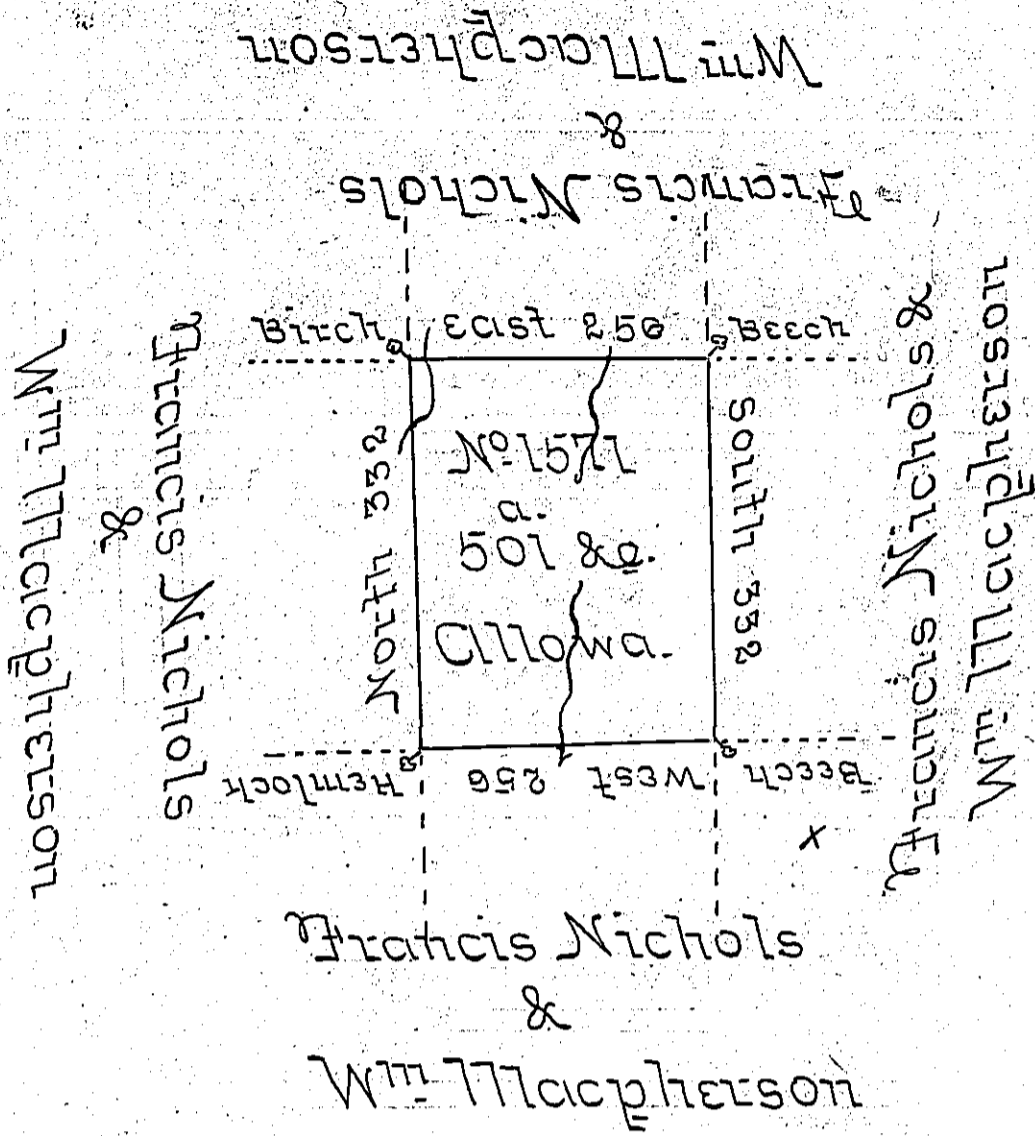 Wm Macpherson
&
Francis Nichols
Birch
East 256
Beech
Wm Macpherson
&
Francis Nichols
North 332
No 1571
a.
501 & a.
Allowa.
South 332
Francis Nichols &
Wm Macpherson
Hemlock
West 256
Beech
x
Francis Nichols
&
Wm Macpherson